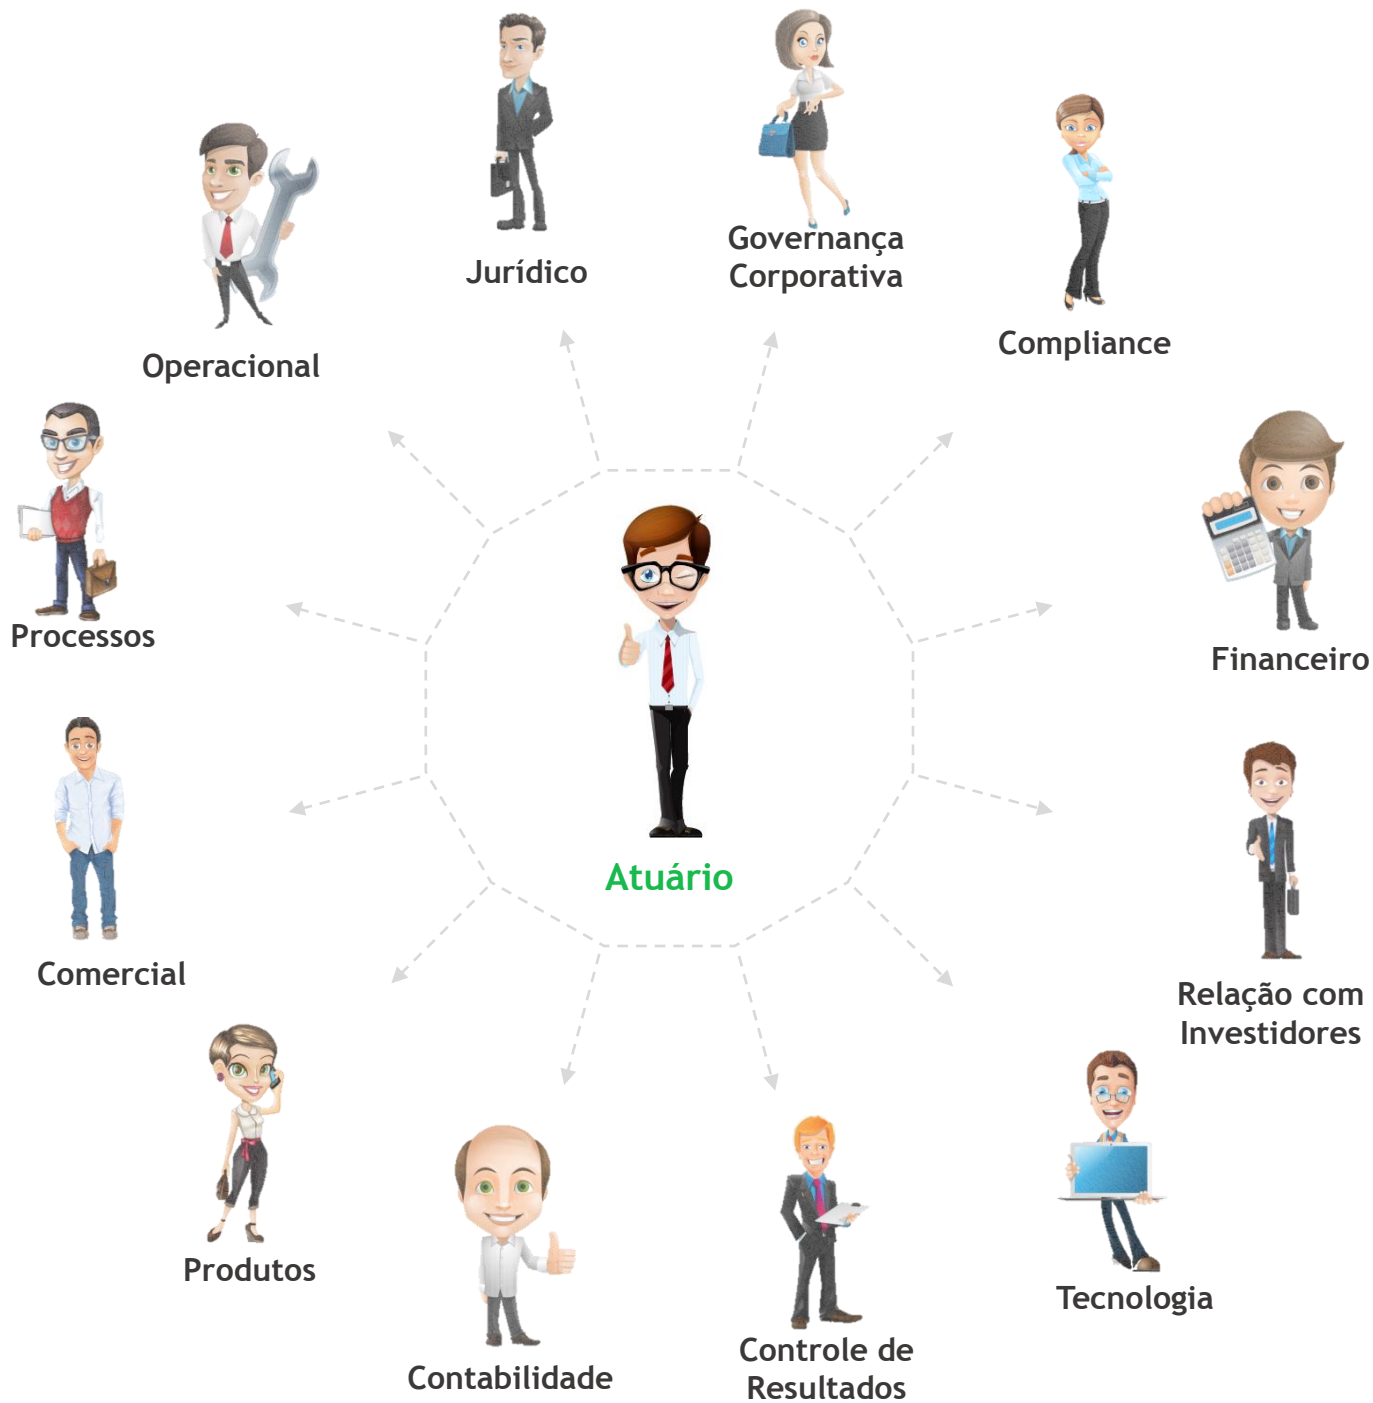 Jurídico
Governança
Corporativa
Compliance
Operacional
Processos
Financeiro
Atuário
Comercial
Relação com
Investidores
Produtos
Tecnologia
Contabilidade
Controle de
Resultados